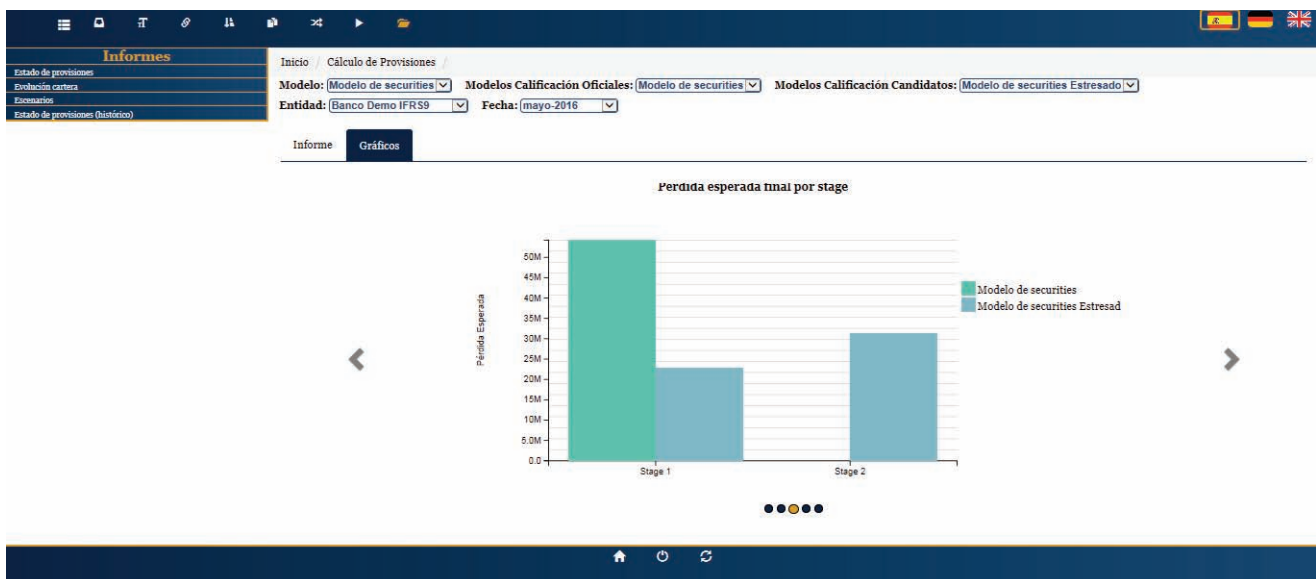 Informes
Estado de provisiones
Evolución cartera
Escenarios
Estado de provisiones (histórico)
Inicio / Cálculo de Provisiones /
Modelo: Modelo de securities Modelos Calificación Oficiales: Modelo de securities Modelos Calificación Candidatos: Modelo de securities Estresado
Entidad: Banco Demo IFRS9 Fecha: mayo-2016
Informe Gráficos
Perdida esperada final por stage
Pérdida Esperada
50M
45M
40M
35M
30M
25M
20M
15M
10M
5.0M
0.0
Stage 1 Stage 2
Modelo de securities
Modelo de securities Estresad